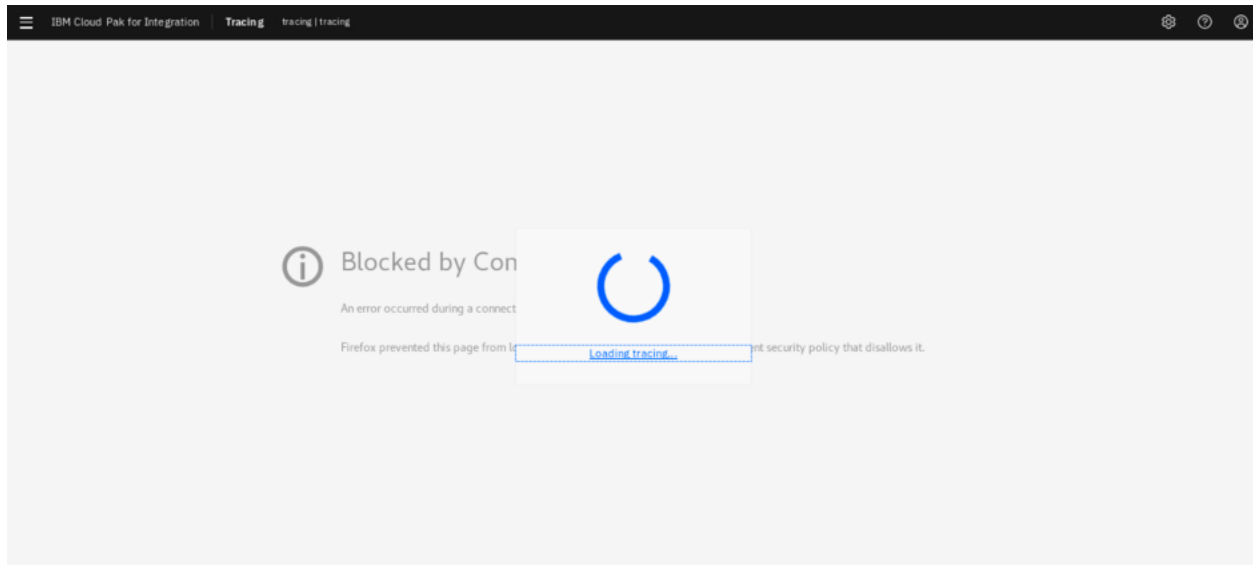 IBM Cloud Pak for Integration Tracing tracing | tracing
Blocked by Con
An error occurred during a connect
Firefox prevented this page from lo Loading tracing... ent security policy that disallows it.